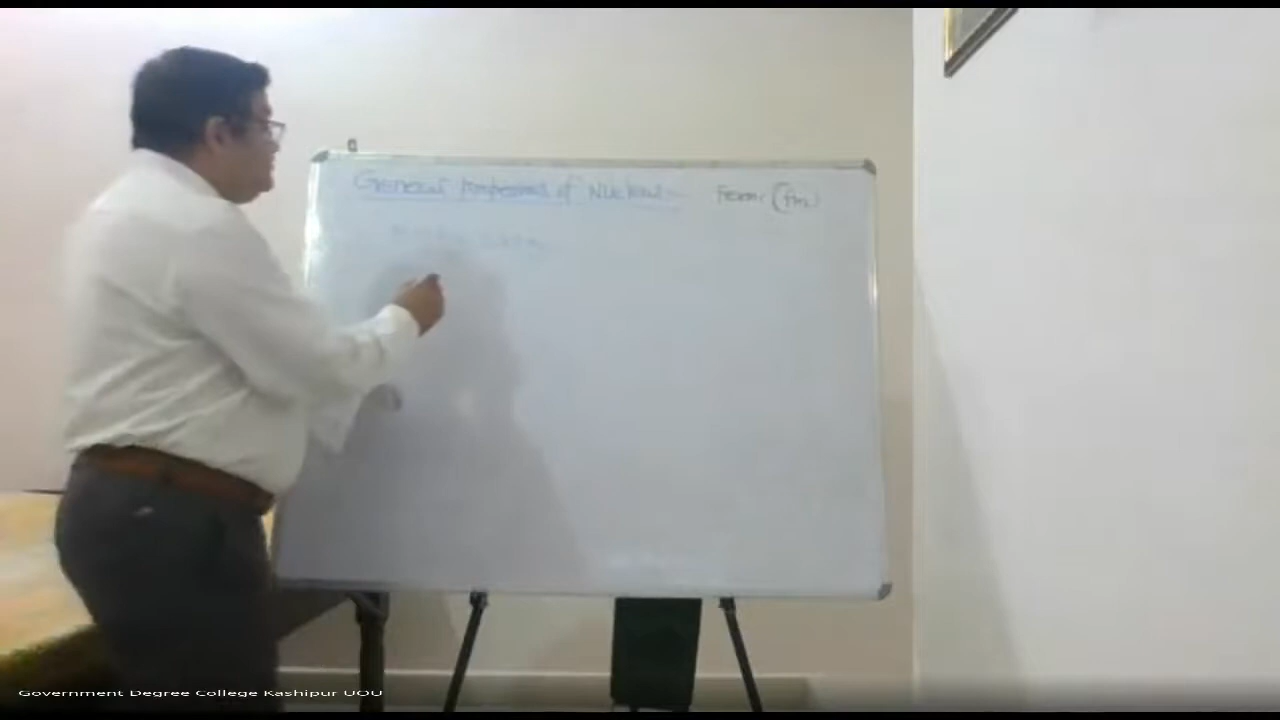 General properties of Nucleus :- Fermi (fm)
Government Degree College Kashipur UOU